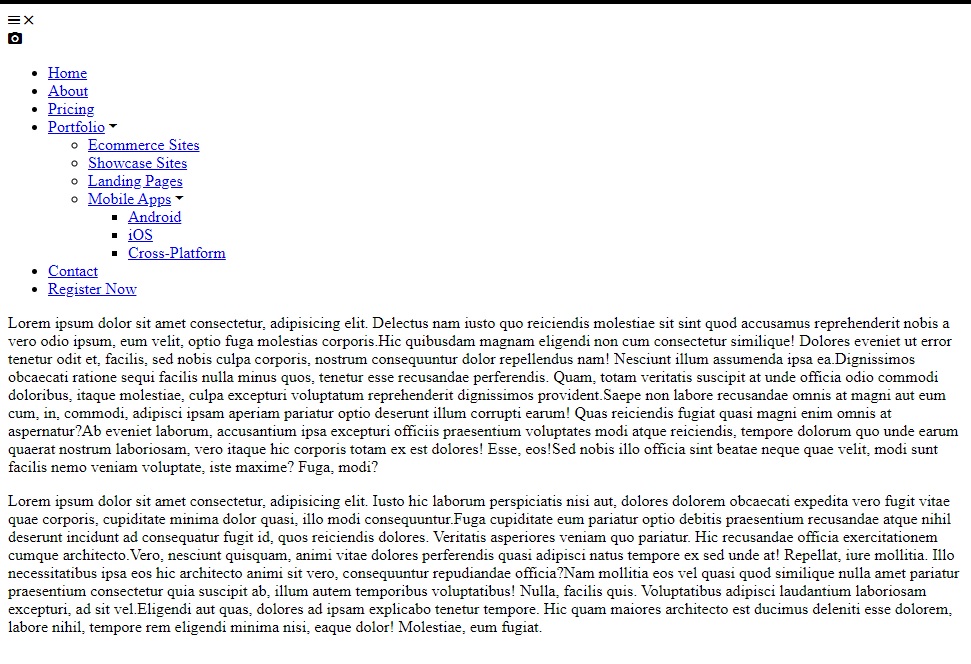 Home
About
Pricing
Portfolio
Ecommerce Sites
Showcase Sites
Landing Pages
Mobile Apps
Android
iOS
Cross-Platform
Contact
Register Now
Lorem ipsum dolor sit amet consectetur, adipisicing elit. Delectus nam iusto quo reiciendis molestiae sit sint quod accusamus reprehenderit nobis a
vero odio ipsum, eum velit, optio fuga molestias corporis.Hic quibusdam magnam eligendi non cum consectetur similique! Dolores eveniet ut error
tenetur odit et, facilis, sed nobis culpa corporis, nostrum consequuntur dolor repellendus nam! Nesciunt illum assumenda ipsa ea.Dignissimos
obcaecati ratione sequi facilis nulla minus quos, tenetur esse recusandae perferendis. Quam, totam veritatis suscipit at unde officia odio commodi
doloribus, itaque molestiae, culpa excepturi voluptatum reprehenderit dignissimos provident.Saepe non labore recusandae omnis at magni aut eum
cum, in, commodi, adipisci ipsam aperiam pariatur optio deserunt illum corrupti earum! Quas reiciendis fugiat quasi magni enim omnis at
aspernatur?Ab eveniet laborum, accusantium ipsa excepturi officiis praesentium voluptates modi atque reiciendis, tempore dolorum quo unde earum
quaerat nostrum laboriosam, vero itaque hic corporis totam ex est dolores! Esse, eos!Sed nobis illo officia sint beatae neque quae velit, modi sunt
facilis nemo veniam voluptate, iste maxime? Fuga, modi?
Lorem ipsum dolor sit amet consectetur, adipisicing elit. Iusto hic laborum perspiciatis nisi aut, dolores dolorem obcaecati expedita vero fugit vitae
quae corporis, cupiditate minima dolor quasi, illo modi consequuntur.Fuga cupiditate eum pariatur optio debitis praesentium recusandae atque nihil
deserunt incidunt ad consequatur fugit id, quos reiciendis dolores. Veritatis asperiores veniam quo pariatur. Hic recusandae officia exercitationem
cumque architecto.Vero, nesciunt quisquam, animi vitae dolores perferendis quasi adipisci natus tempore ex sed unde at! Repellat, iure mollitia. Illo
necessitatibus ipsa eos hic architecto animi sit vero, consequuntur repudiandae officia?Nam mollitia eos vel quasi quod similique nulla amet pariatur
praesentium consectetur quia suscipit ab, illum autem temporibus voluptatibus! Nulla, facilis quis. Voluptatibus adipisci laudantium laboriosam
excepturi, ad sit vel.Eligendi aut quas, dolores ad ipsam explicabo tenetur tempore. Hic quam maiores architecto est ducimus deleniti esse dolorem,
labore nihil, tempore rem eligendi minima nisi, eaque dolor! Molestiae, eum fugiat.